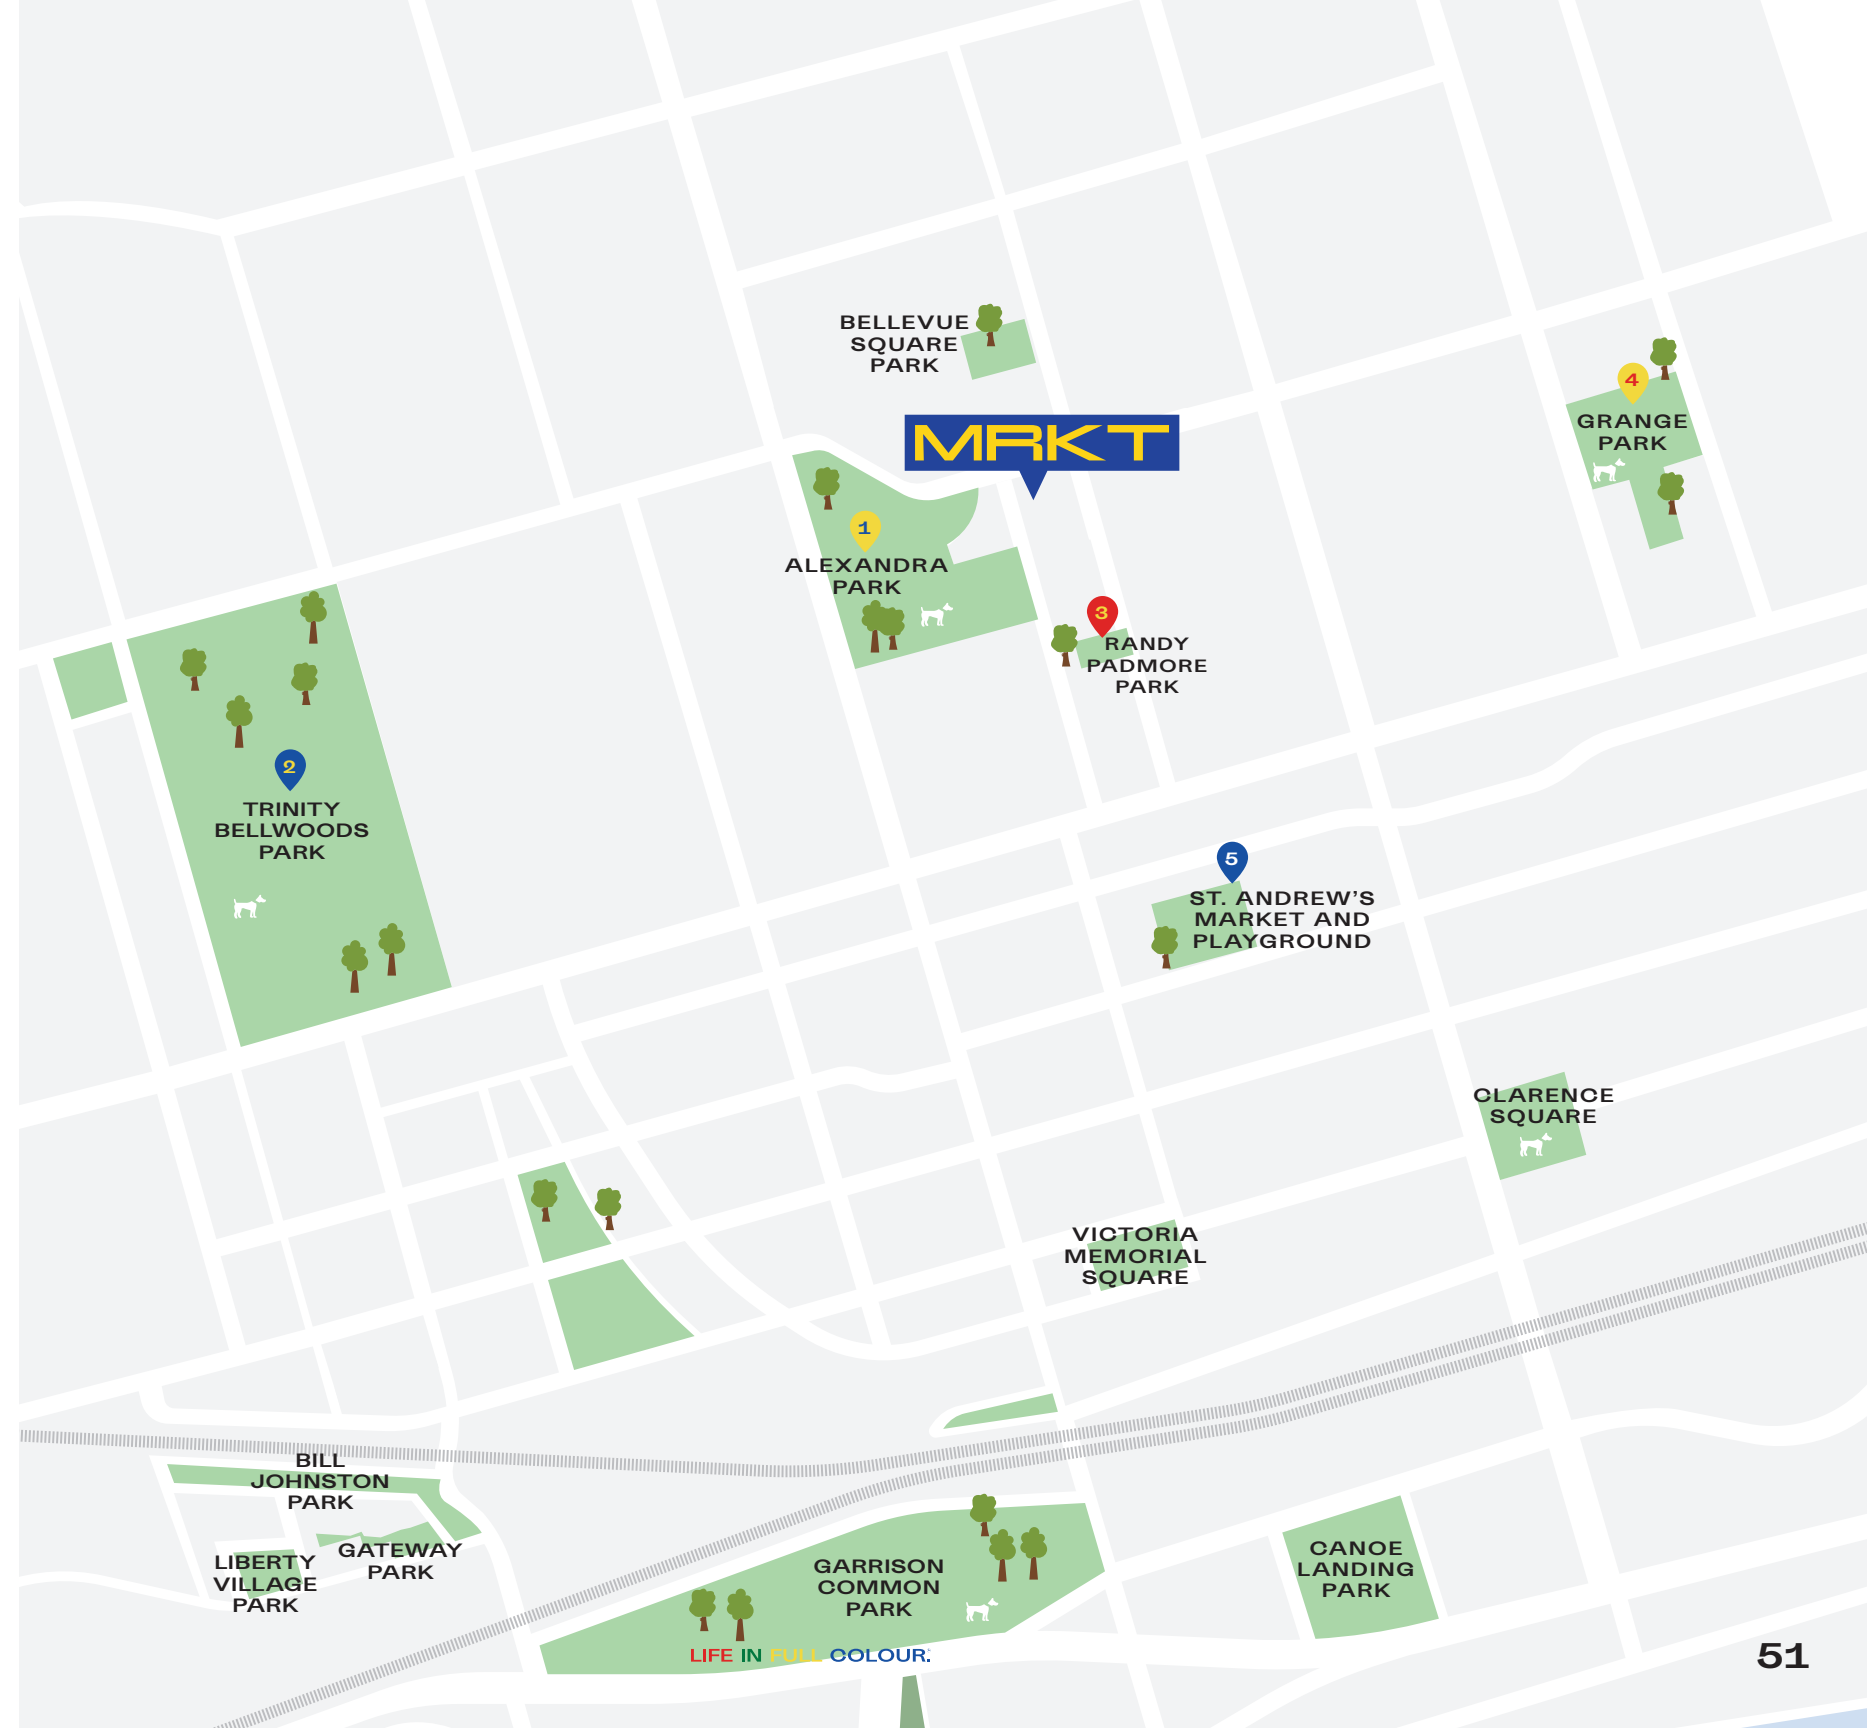 BELLEVUE
SQUARE
PARK
4
GRANGE
PARK
MRKT
1
ALEXANDRA
PARK
3
RANDY
PADMORE
PARK
2
TRINITY
BELLWOODS
PARK
5
ST. ANDREW’S
MARKET AND
PLAYGROUND
CLARENCE
SQUARE
VICTORIA
MEMORIAL
SQUARE
BILL
JOHNSTON
PARK
GATEWAY
PARK
LIBERTY
VILLAGE
PARK
GARRISON
COMMON
PARK
CANOE
LANDING
PARK
LIFE IN FULL COLOUR.
51